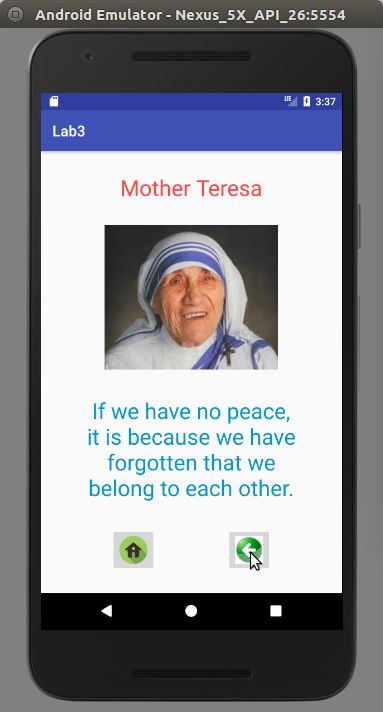 Android Emulator - Nexus_5X_API_26:5554
LTE 3:37
Lab3
Mother Teresa
If we have no peace,
it is because we have
forgotten that we
belong to each other.